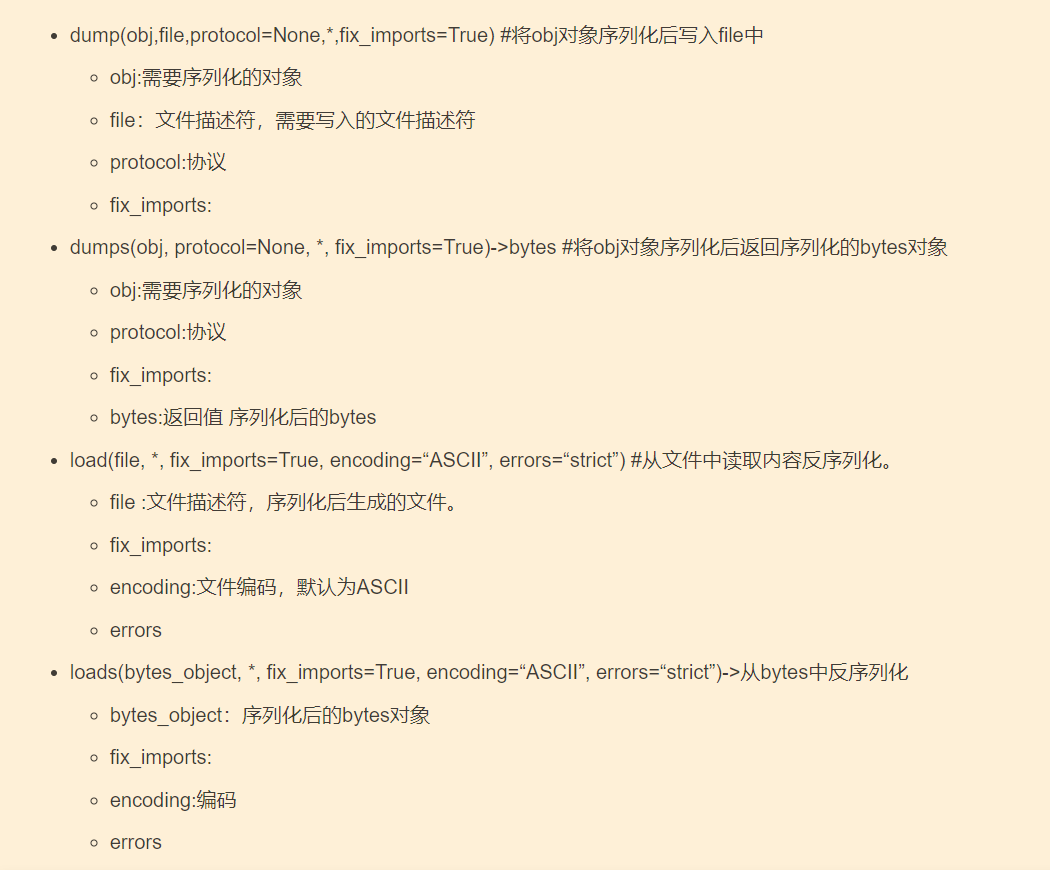 dump(obj,file,protocol=None,*,fix_imports=True) #将obj对象序列化后写入file中
obj:需要序列化的对象
file：文件描述符，需要写入的文件描述符
protocol:协议
fix_imports:
dumps(obj, protocol=None, *, fix_imports=True)->bytes #将obj对象序列化后返回序列化的bytes对象
obj:需要序列化的对象
protocol:协议
fix_imports:
bytes:返回值 序列化后的bytes
load(file, *, fix_imports=True, encoding=“ASCII”, errors=“strict”) #从文件中读取内容反序列化。
file :文件描述符，序列化后生成的文件。
fix_imports:
encoding:文件编码，默认为ASCII
errors
loads(bytes_object, *, fix_imports=True, encoding=“ASCII”, errors=“strict”)->从bytes中反序列化
bytes_object：序列化后的bytes对象
fix_imports:
encoding:编码
errors